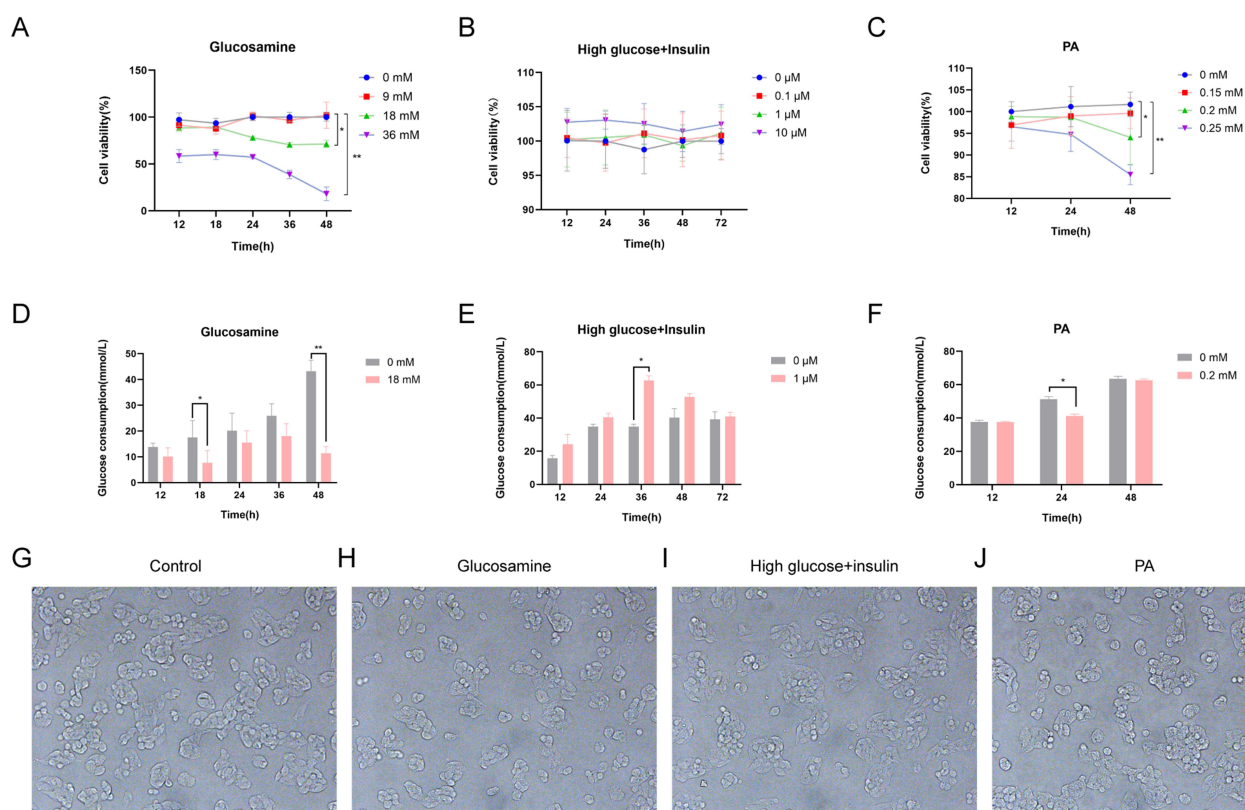 A
Glucosamine
Cell viability(%)
150
100
50
0
12 18 24 36 48
Time(h)
0 mM
9 mM
18 mM
36 mM
*
**
B
High glucose+Insulin
Cell viability(%)
110
105
100
95
90
12 24 36 48 72
Time(h)
0 μM
0.1 μM
1 μM
10 μM
C
PA
Cell viability(%)
110
105
100
95
90
85
80
12 24 48
Time(h)
0 mM
0.15 mM
0.2 mM
0.25 mM
*
**
D
Glucosamine
Glucose consumption(mmol/L)
50
40
30
20
10
0
12 18 24 36 48
Time(h)
0 mM
18 mM
*
**
E
High glucose+Insulin
Glucose consumption(mmol/L)
80
60
40
20
0
12 24 36 48 72
Time(h)
0 μM
1 μM
*
F
PA
Glucose consumption(mmol/L)
80
60
40
20
0
12 24 48
Time(h)
0 mM
0.2 mM
*
G
Control
H
Glucosamine
I
High glucose+insulin
J
PA